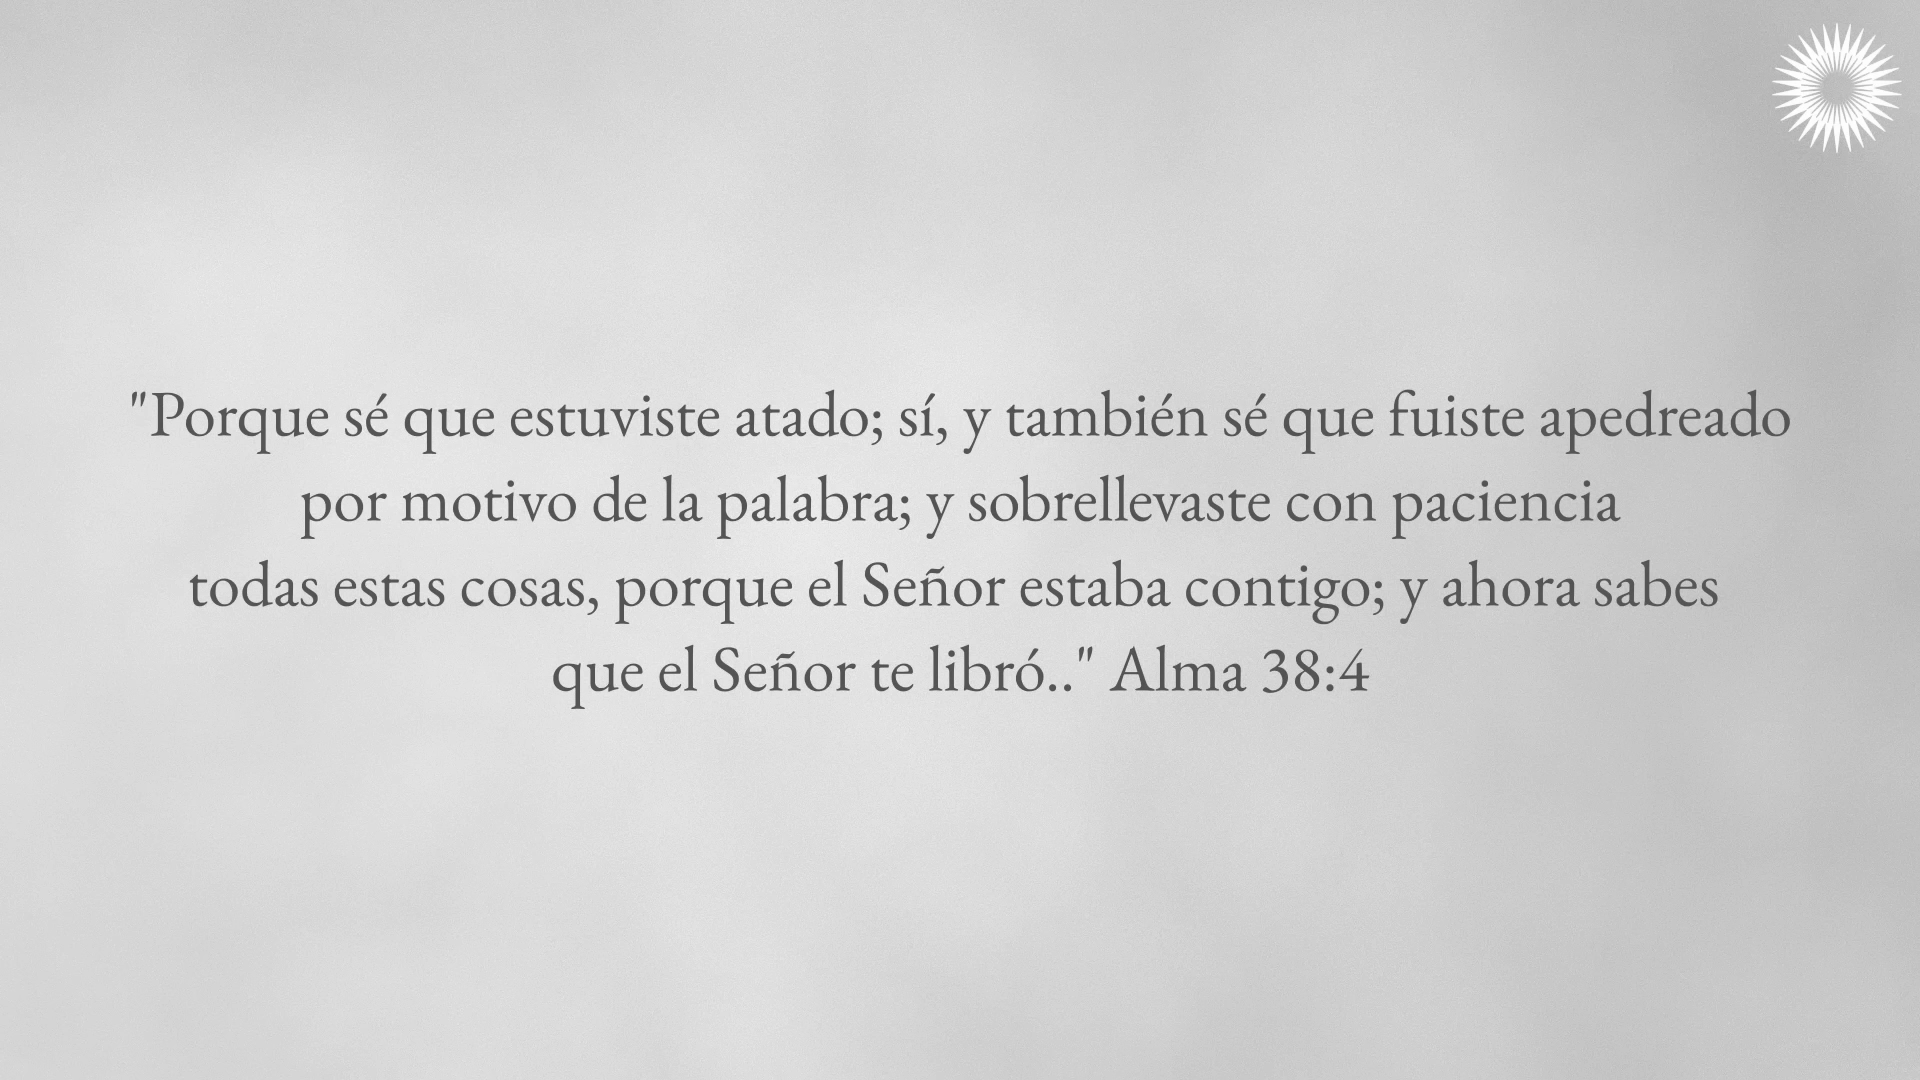 "Porque sé que estuviste atado; sí, y también sé que fuiste apedreado
por motivo de la palabra; y sobrellevaste con paciencia
todas estas cosas, porque el Señor estaba contigo; y ahora sabes
que el Señor te libró.." Alma 38:4